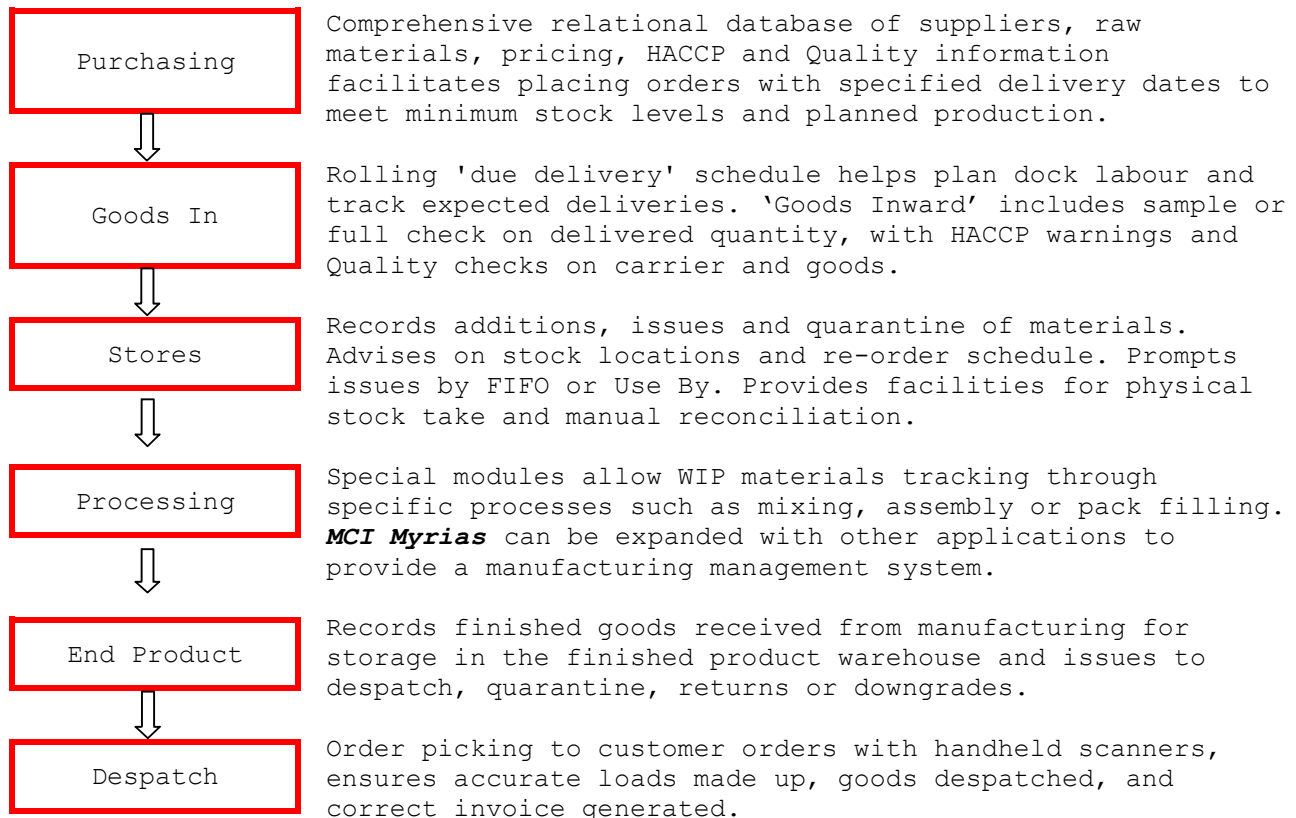 Purchasing
Comprehensive relational database of suppliers, raw
materials, pricing, HACCP and Quality information
facilitates placing orders with specified delivery dates to
meet minimum stock levels and planned production.
Goods In
Rolling 'due delivery' schedule helps plan dock labour and
track expected deliveries. ‘Goods Inward’ includes sample or
full check on delivered quantity, with HACCP warnings and
Quality checks on carrier and goods.
Stores
Records additions, issues and quarantine of materials.
Advises on stock locations and re-order schedule. Prompts
issues by FIFO or Use By. Provides facilities for physical
stock take and manual reconciliation.
Processing
Special modules allow WIP materials tracking through
specific processes such as mixing, assembly or pack filling.
MCI Myrias can be expanded with other applications to
provide a manufacturing management system.
End Product
Records finished goods received from manufacturing for
storage in the finished product warehouse and issues to
despatch, quarantine, returns or downgrades.
Despatch
Order picking to customer orders with handheld scanners,
ensures accurate loads made up, goods despatched, and
correct invoice generated.